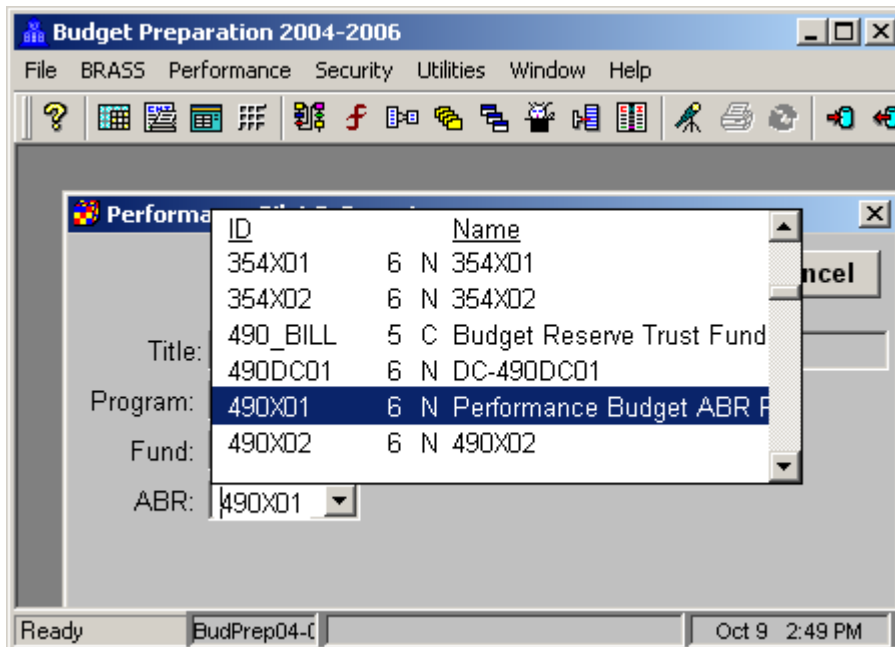 Budget Preparation 2004-2006
File BRASS Performance Security Utilities Window Help
Performa
ID Name
354X01 6 N 354X01
354X02 6 N 354X02
490_BILL 5 C Budget Reserve Trust Fund
490DC01 6 N DC-490DC01
490X01 6 N Performance Budget ABR
490X02 6 N 490X02
ncel
Title:
Program:
Fund:
ABR: 490X01
Ready BudPrep04- Oct 9 2:49 PM